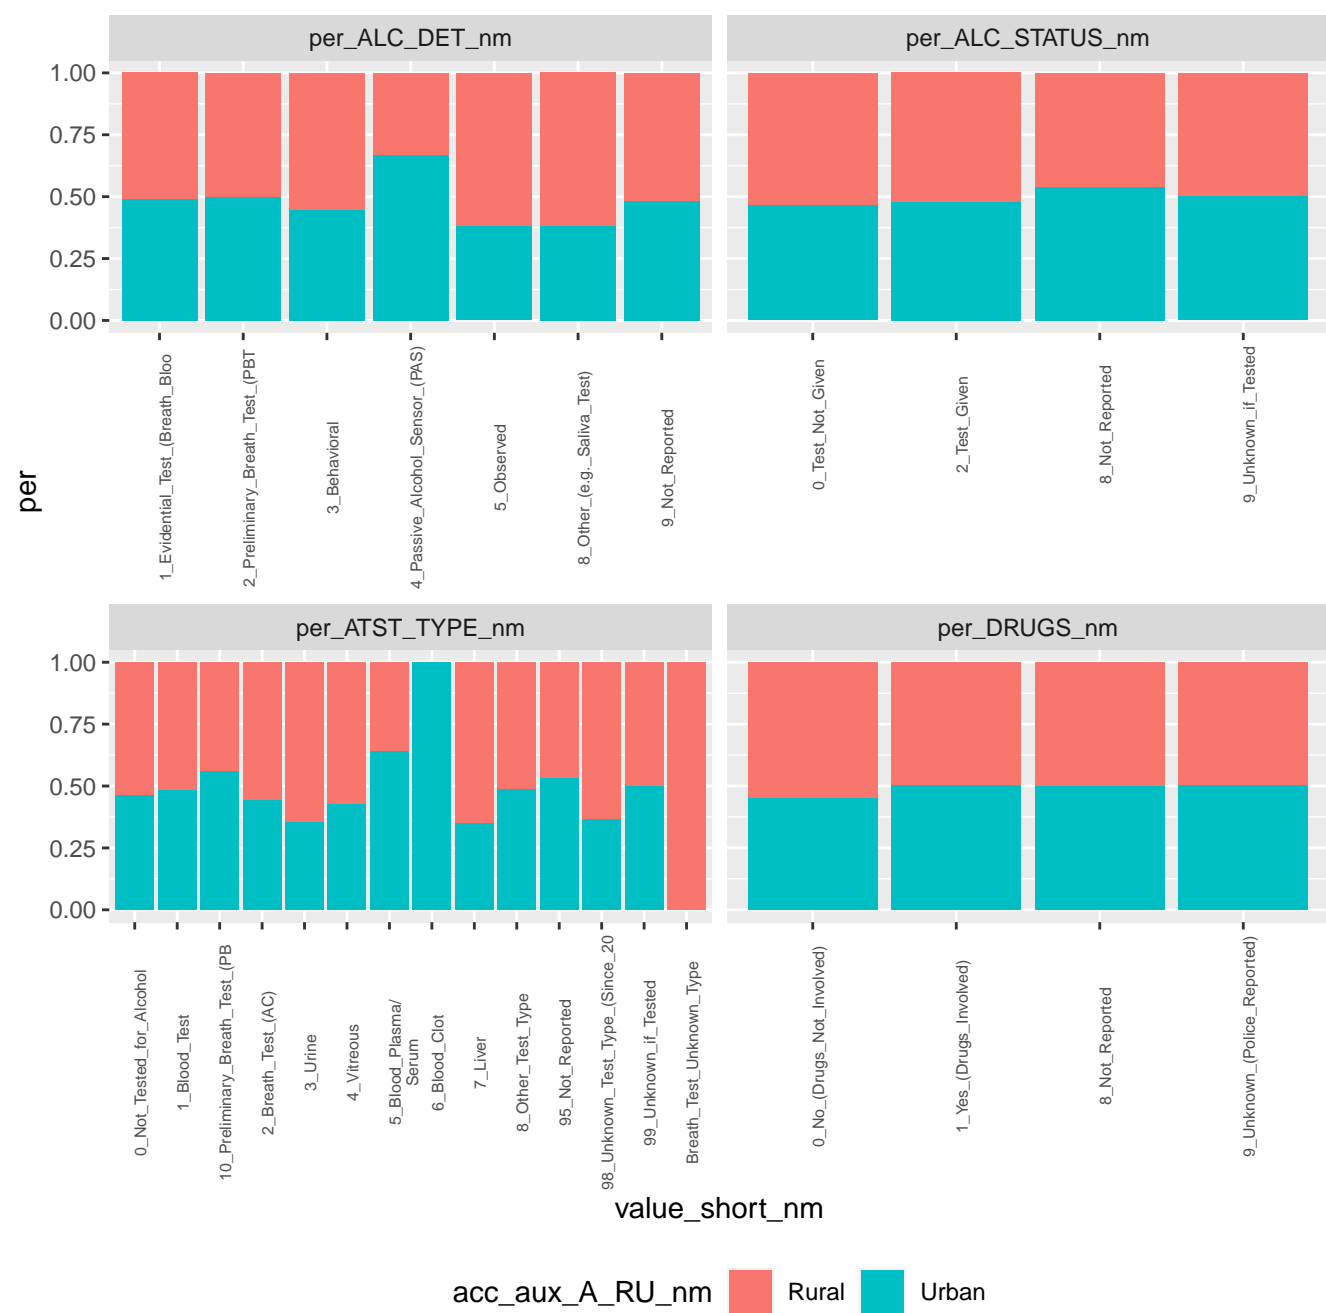 per_ALC_DET_nm
per_ALC_STATUS_nm
1.00
0.75
0.50
0.25
0.00
1_Evidential_Test_(Breath_Bloo
2_Preliminary_Breath_Test_(PBT
3_Behavioral
4_Passive_Alcohol_Sensor_(PAS)
5_Observed
8_Other_(e.g._Saliva_Test)
9_Not_Reported
0_Test_Not_Given
2_Test_Given
8_Not_Reported
9_Unknown_if_Tested
per
per_ATST_TYPE_nm
per_DRUGS_nm
1.00
0.75
0.50
0.25
0.00
0_Not_Tested_for_Alcohol
1_Blood_Test
10_Preliminary_Breath_Test_(PB
2_Breath_Test_(AC)
3_Urine
4_Vitreous
5_Blood_Plasma/
Serum
6_Blood_Clot
7_Liver
8_Other_Test_Type
95_Not_Reported
98_Unknown_Test_Type_(Since_20
99_Unknown_if_Tested
Breath_Test_Unknown_Type
0_No_(Drugs_Not_Involved)
1_Yes_(Drugs_Involved)
8_Not_Reported
9_Unknown_(Police_Reported)
value_short_nm
acc_aux_A_RU_nm
Rural
Urban